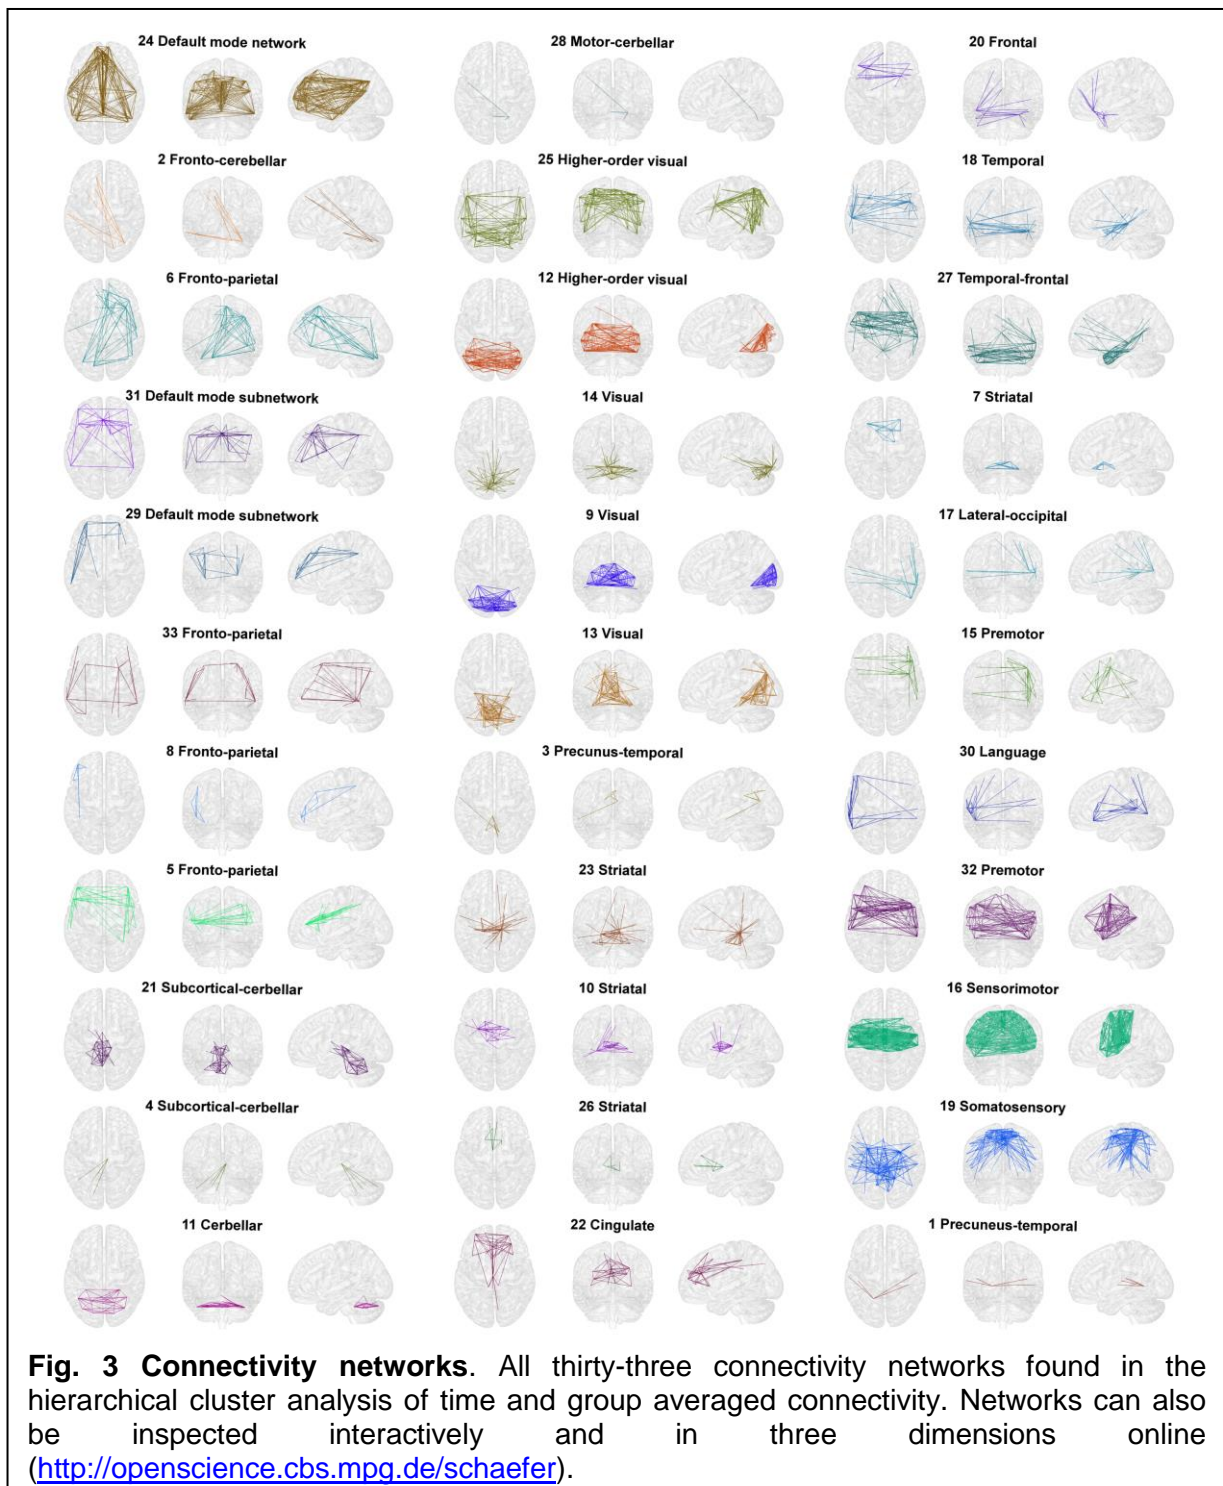 24 Default mode network
28 Motor-cerbellar
20 Frontal
2 Fronto-cerebellar
25 Higher-order visual
18 Temporal
6 Fronto-parietal
12 Higher-order visual
27 Temporal-frontal
31 Default mode subnetwork
14 Visual
7 Striatal
29 Default mode subnetwork
9 Visual
17 Lateral-occipital
33 Fronto-parietal
13 Visual
15 Premotor
8 Fronto-parietal
3 Precunus-temporal
30 Language
5 Fronto-parietal
23 Striatal
32 Premotor
21 Subcortical-cerbellar
10 Striatal
16 Sensorimotor
4 Subcortical-cerbellar
26 Striatal
19 Somatosensory
11 Cerbellar
22 Cingulate
1 Precuneus-temporal
Fig. 3 Connectivity networks. All thirty-three connectivity networks found in the
hierarchical cluster analysis of time and group averaged connectivity. Networks can also
be inspected interactively and in three dimensions online
(http://openscience.cbs.mpg.de/schaefer).